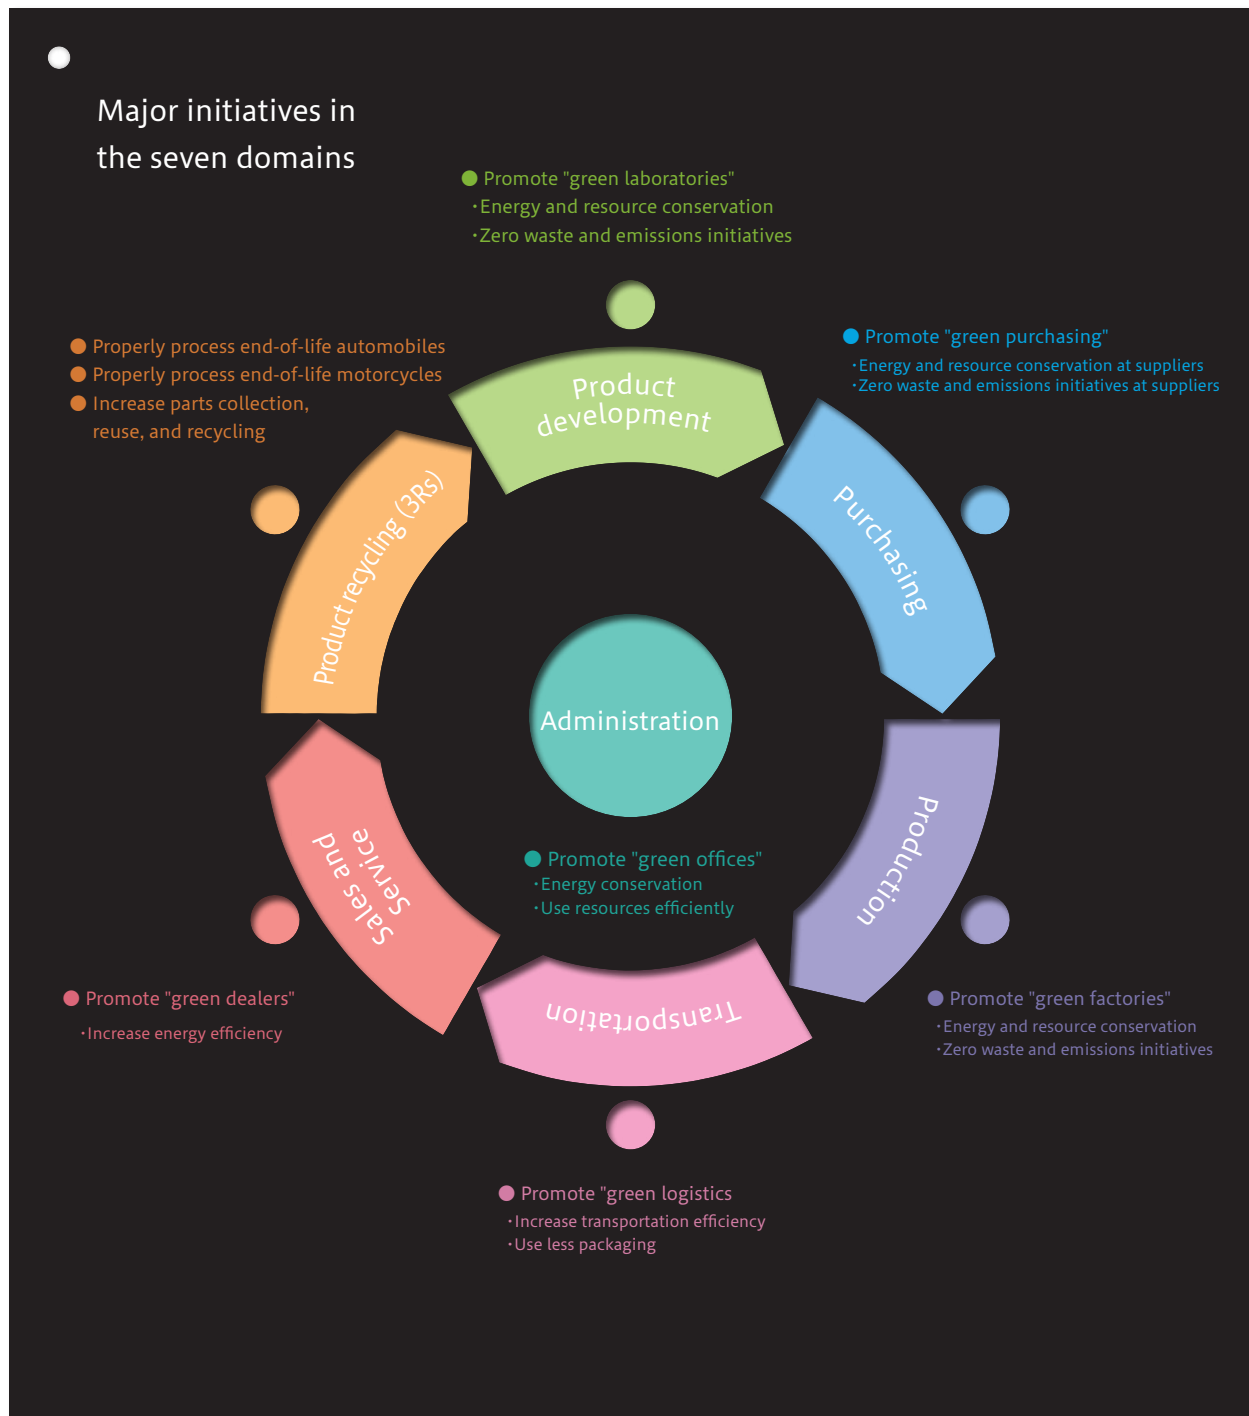 Major initiatives in
the seven domains
● Promote "green laboratories"
・Energy and resource conservation
・Zero waste and emissions initiatives
● Promote "green purchasing"
・Energy and resource conservation at suppliers
・Zero waste and emissions initiatives at suppliers
● Properly process end-of-life automobiles
● Properly process end-of-life motorcycles
● Increase parts collection,
reuse, and recycling
Product
development
Purchasing
Product recycling (3Rs)
Administration
Production
Sales and
Service
● Promote "green offices"
・Energy conservation
・Use resources efficiently
Transportation
● Promote "green dealers"
・Increase energy efficiency
● Promote "green factories"
・Energy and resource conservation
・Zero waste and emissions initiatives
● Promote "green logistics
・Increase transportation efficiency
・Use less packaging